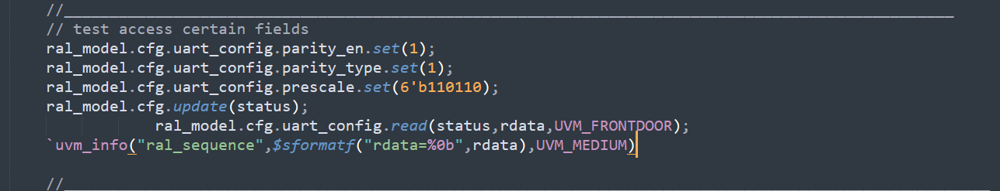 //
// test access certain fields
ral_model.cfg.uart_config.parity_en.set(1);
ral_model.cfg.uart_config.parity_type.set(1);
ral_model.cfg.uart_config.prescale.set(6'b110110);
ral_model.cfg.update(status);
ral_model.cfg.uart_config.read(status,rdata,UVM_FRONTDOOR);
`uvm_info("ral_sequence",$sformatf("rdata=%0b",rdata),UVM_MEDIUM)
//